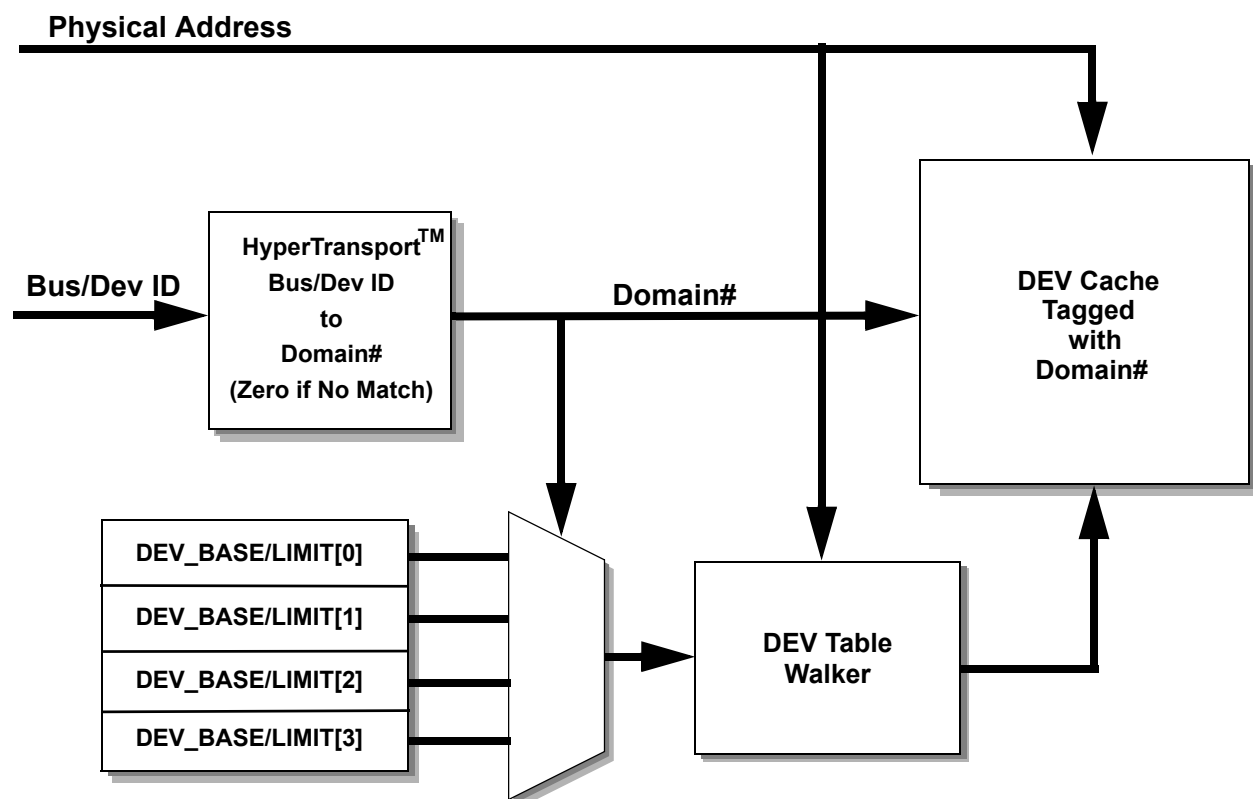 Physical Address
Bus/Dev ID
HyperTransport™
Bus/Dev ID
to
Domain#
(Zero if No Match)
Domain#
DEV Cache
Tagged
with
Domain#
DEV_BASE/LIMIT[0]
DEV_BASE/LIMIT[1]
DEV_BASE/LIMIT[2]
DEV_BASE/LIMIT[3]
DEV Table
Walker